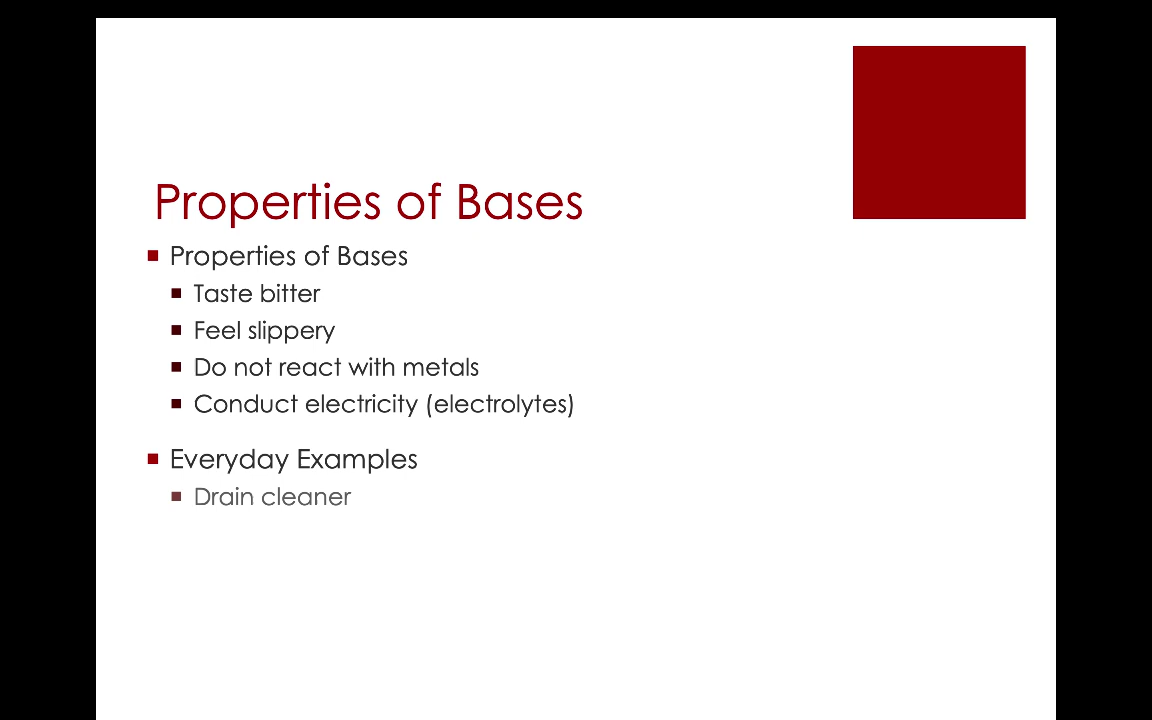 Properties of Bases
Properties of Bases
Taste bitter
Feel slippery
Do not react with metals
Conduct electricity (electrolytes)
Everyday Examples
Drain cleaner